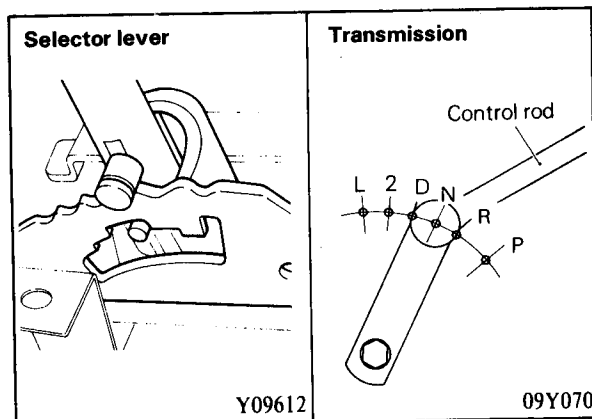 Selector lever
Y09612
Transmission
Control rod
L 2 D N R P
09Y070